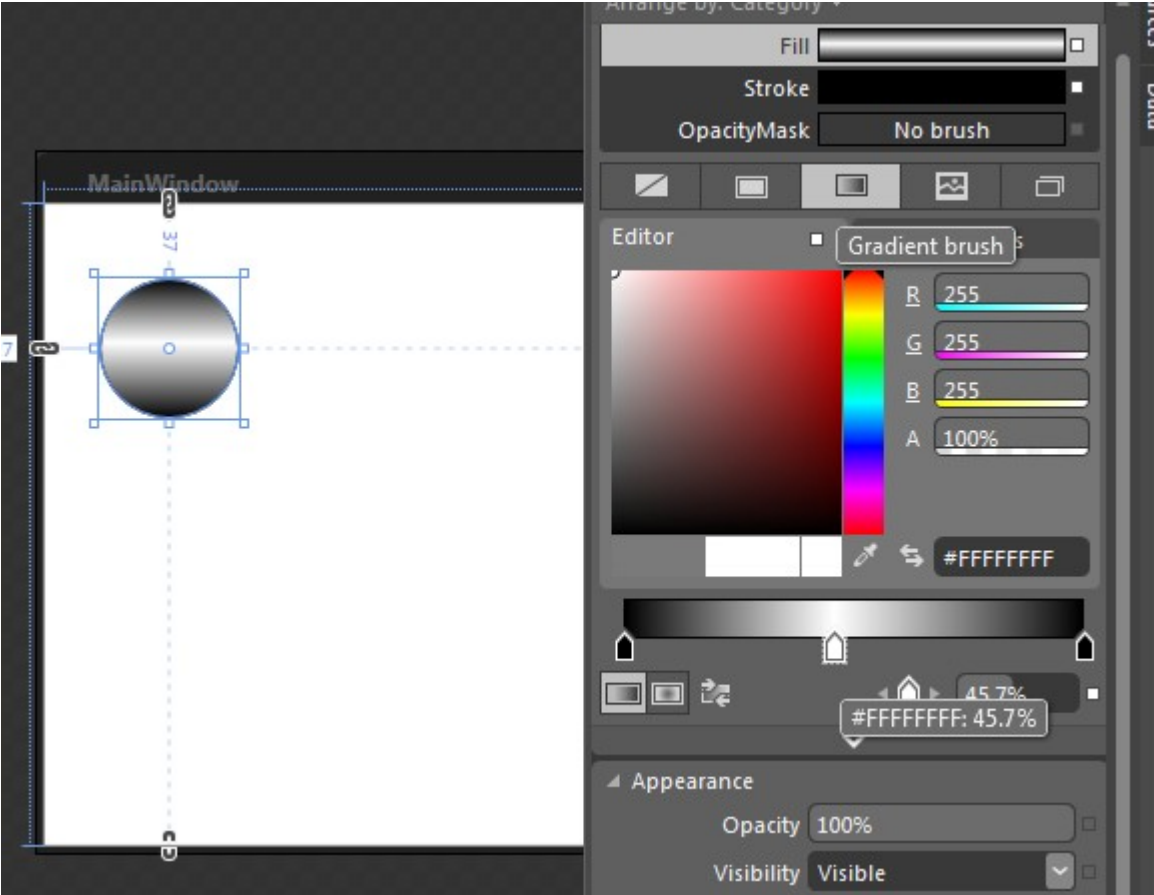 Arrange by: Category
Fill
Stroke
OpacityMask No brush
MainWindow
37
7
Editor
Gradient brush
s
R 255
G 255
B 255
A 100%
#FFFFFFFF
45.7%
#FFFFFFFF: 45.7%
Appearance
Opacity 100%
Visibility Visible
Data